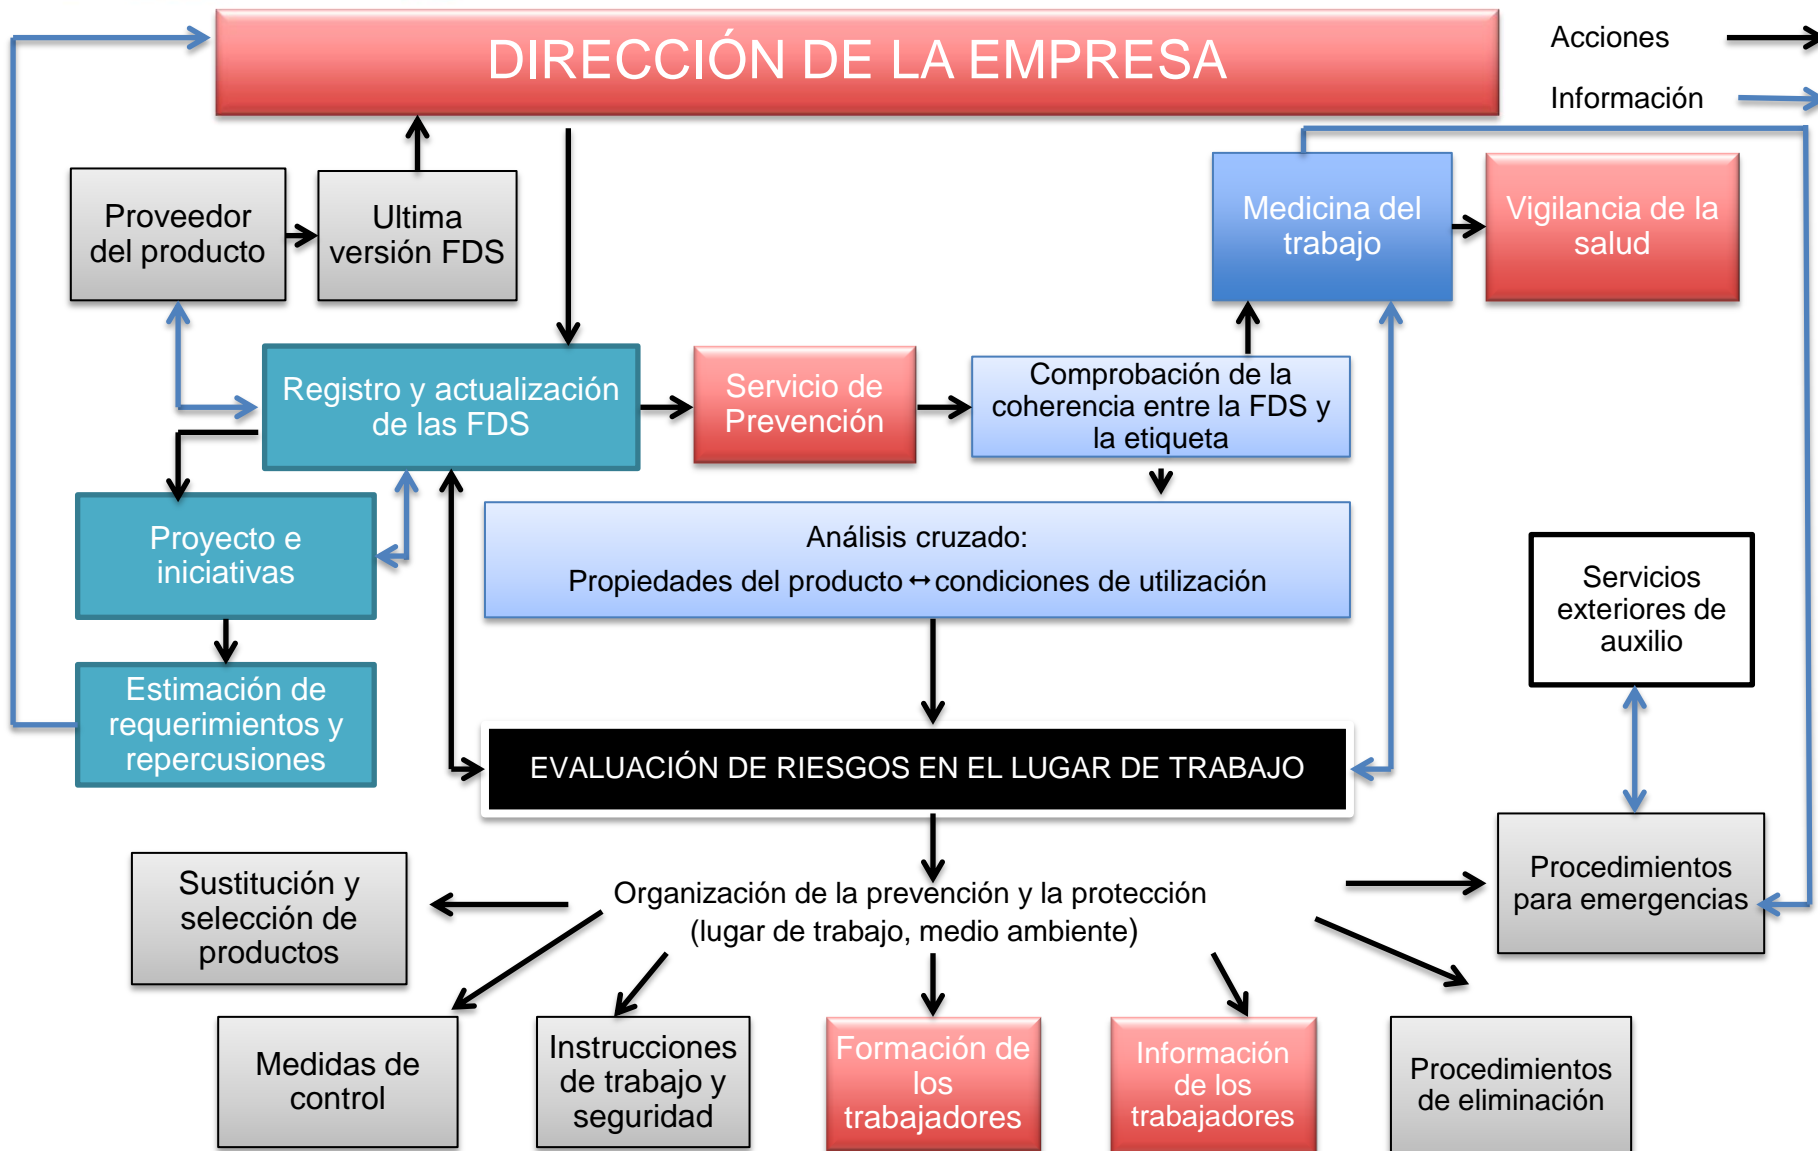 DIRECCIÓN DE LA EMPRESA
Acciones
Información
Proveedor
del producto
Ultima
versión FDS
Medicina del
trabajo
Vigilancia de la
salud
Registro y actualización
de las FDS
Servicio de
Prevención
Comprobación de la
coherencia entre la FDS y
la etiqueta
Proyecto e
iniciativas
Análisis cruzado:
Propiedades del producto ↔ condiciones de utilización
Servicios
exteriores de
auxilio
Estimación de
requerimientos y
repercusiones
EVALUACIÓN DE RIESGOS EN EL LUGAR DE TRABAJO
Sustitución y
selección de
productos
Organización de la prevención y la protección
(lugar de trabajo, medio ambiente)
Procedimientos
para emergencias
Medidas de
control
Instrucciones
de trabajo y
seguridad
Formación de
los
trabajadores
Información
de los
trabajadores
Procedimientos
de eliminación